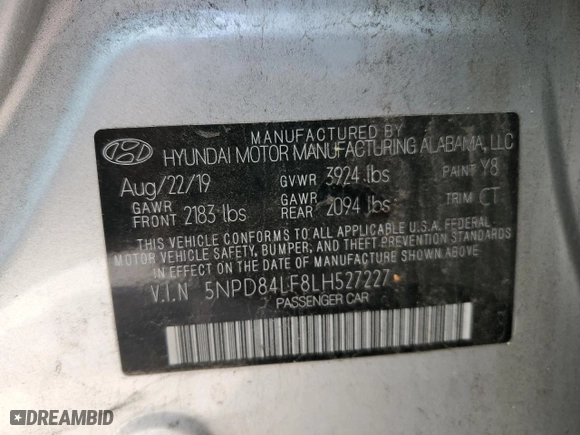 MANUFACTURED BY
HYUNDAI MOTOR MANUFACTURING ALABAMA, LLC
Aug/22/19 GVWR 3924 lbs PAINT Y8
GAWR FRONT 2183 lbs GAWR REAR 2094 lbs TRIM CT
THIS VEHICLE CONFORMS TO ALL APPLICABLE U.S.A. FEDERAL
MOTOR VEHICLE SAFETY, BUMPER, AND THEFT PREVENTION
STANDARDS IN EFFECT ON THE DATE OF MANUFACTURE SHOWN ABOVE.
V.I.N 5NPD84LF8LH527227
PASSENGER CAR
DREAMBID